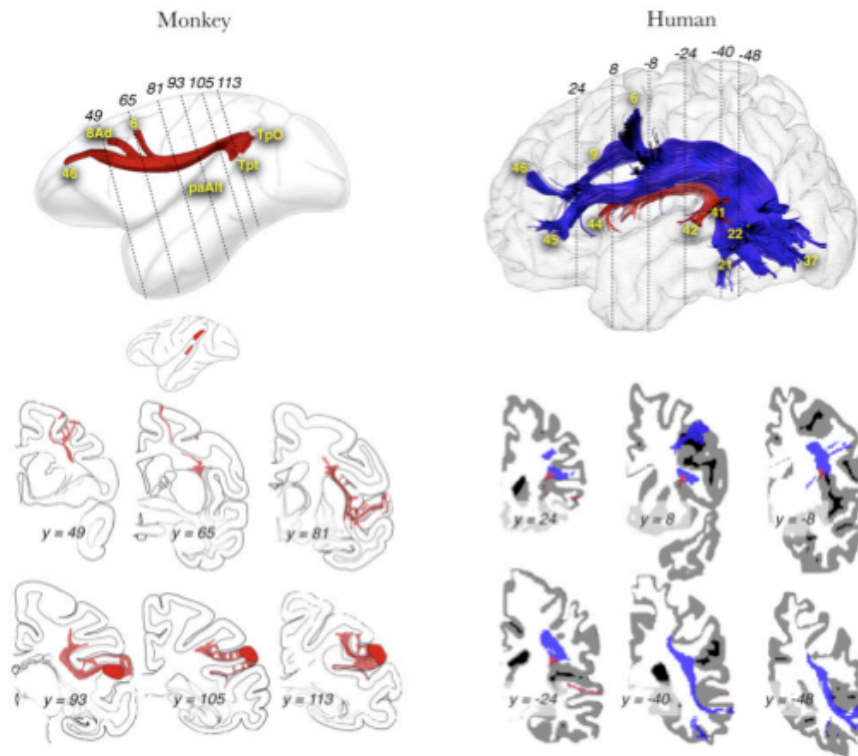 Monkey
Human
49 65 81 93 105 113
8Ad 6 TpO
46 Tpt
paAlt
24 8 -8 -24 -40 -48
6
9
46
45 44 42 41 22
21 37
y = 49 y = 65 y = 81
y = 93 y = 105 y = 113
y = 24 y = 8 y = -8
y = -24 y = -40 y = -48